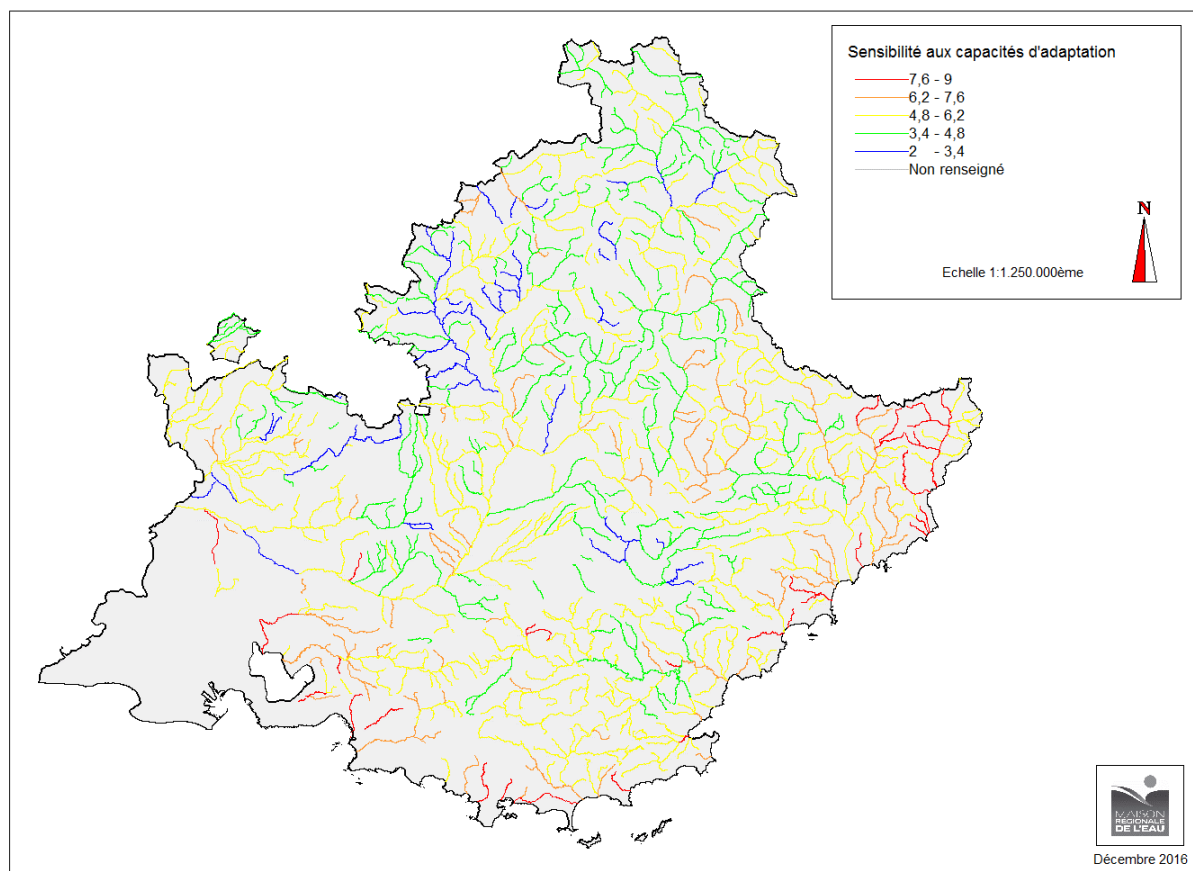 Sensibilité aux capacités d'adaptation
7,6 - 9
6,2 - 7,6
4,8 - 6,2
3,4 - 4,8
2 - 3,4
Non renseigné
N
Echelle 1:1.250.000ème
MAISON
RÉGIONALE
DE L'EAU
Décembre 2016